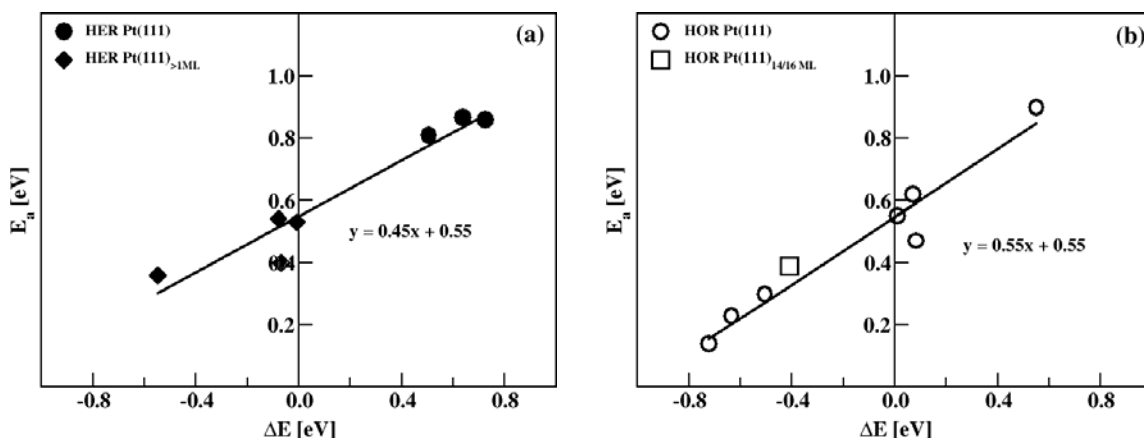 HER Pt(111)
HER Pt(111)>1ML
(a)
1.0
0.8
0.6
0.4
0.2
y = 0.45x + 0.55
Ea [eV]
-0.8 -0.4 0.0 0.4 0.8
ΔE [eV]
HOR Pt(111)
HOR Pt(111)14/16 ML
(b)
1.0
0.8
0.6
0.4
0.2
y = 0.55x + 0.55
Ea [eV]
-0.8 -0.4 0.0 0.4 0.8
ΔE [eV]